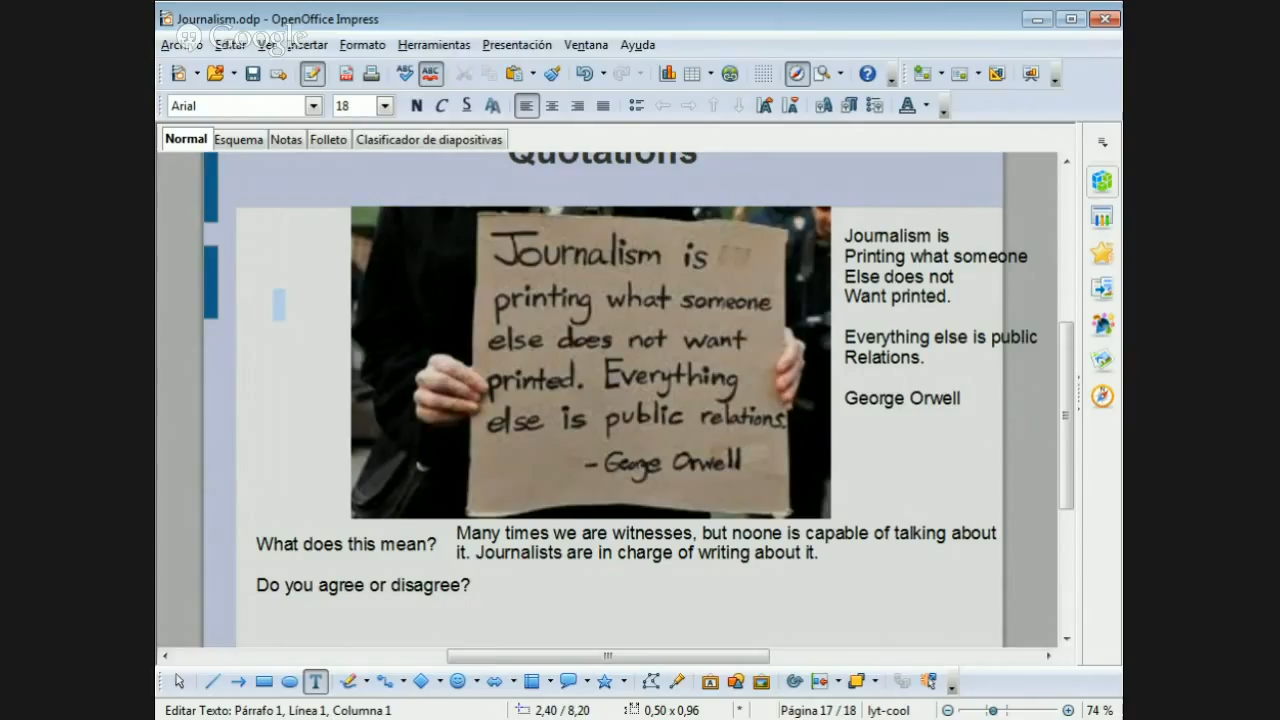 Journalism.odp - OpenOffice Impress
Google
Archivo Editar Ver Insertar Formato Herramientas Presentación Ventana Ayuda
Arial 18 N C S
Normal Esquema Notas Folleto Clasificador de diapositivas
Quotations
Journalism is
printing what someone
else does not want
printed. Everything
else is public relations.
- George Orwell
Journalism is
Printing what someone
Else does not
Want printed.
Everything else is public
Relations.
George Orwell
What does this mean?
Many times we are witnesses, but noone is capable of talking about
it. Journalists are in charge of writing about it.
Do you agree or disagree?
Editar Texto: Párrafo 1, Línea 1, Columna 1 2,40 / 8,20 0,50 x 0,96 * Página 17 / 18 lyt-cool 74 %